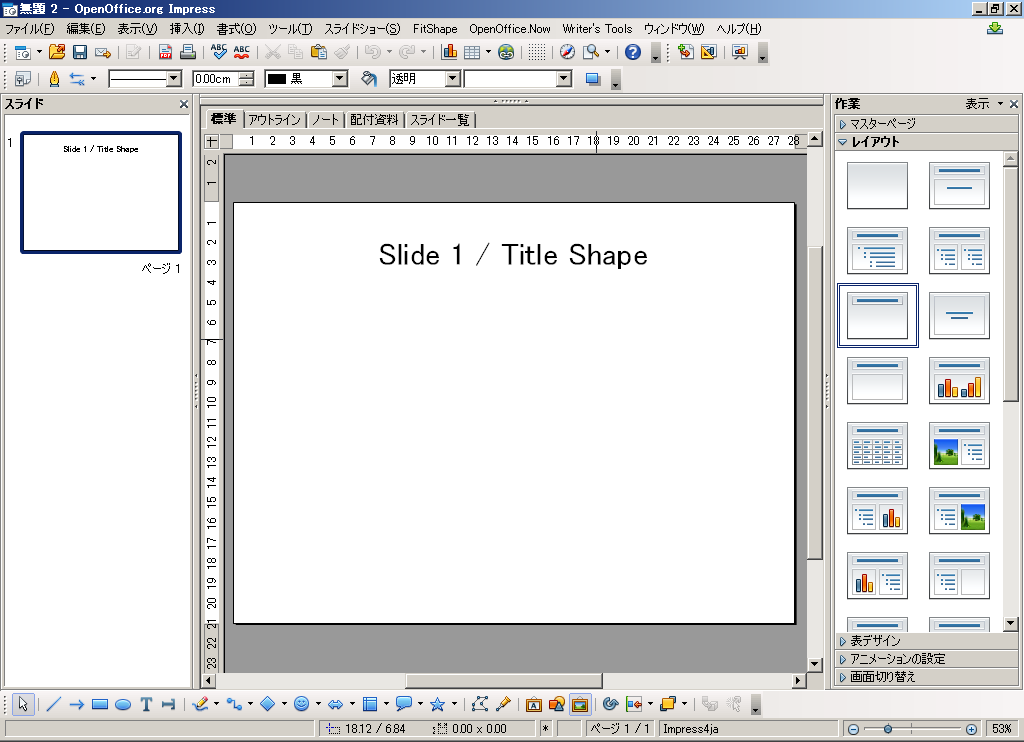 無題 2 - OpenOffice.org Impress
ファイル(F) 編集(E) 表示(V) 挿入(I) 書式(O) ツール(T) スライドショー(S) FitShape OpenOffice.Now Writer's Tools ウィンドウ(W) ヘルプ(H)
0.00cm 黒 透明
スライド
1
Slide 1 / Title Shape
ページ 1
標準 アウトライン ノート 配付資料 スライド一覧
1 2 3 4 5 6 7 8 9 10 11 12 13 14 15 16 17 18 19 20 21 22 23 24 25 26 27 28
2 1 1 2 3 4 5 6 7 8 9 10 11 12 13 14 15 16 17 18 19 20 21 22 23
Slide 1 / Title Shape
作業 表示
マスターページ
レイアウト
表デザイン
アニメーションの設定
画面切り替え
18.12 / 6.84 0.00 x 0.00 * ページ 1 / 1 Impress4ja 53%